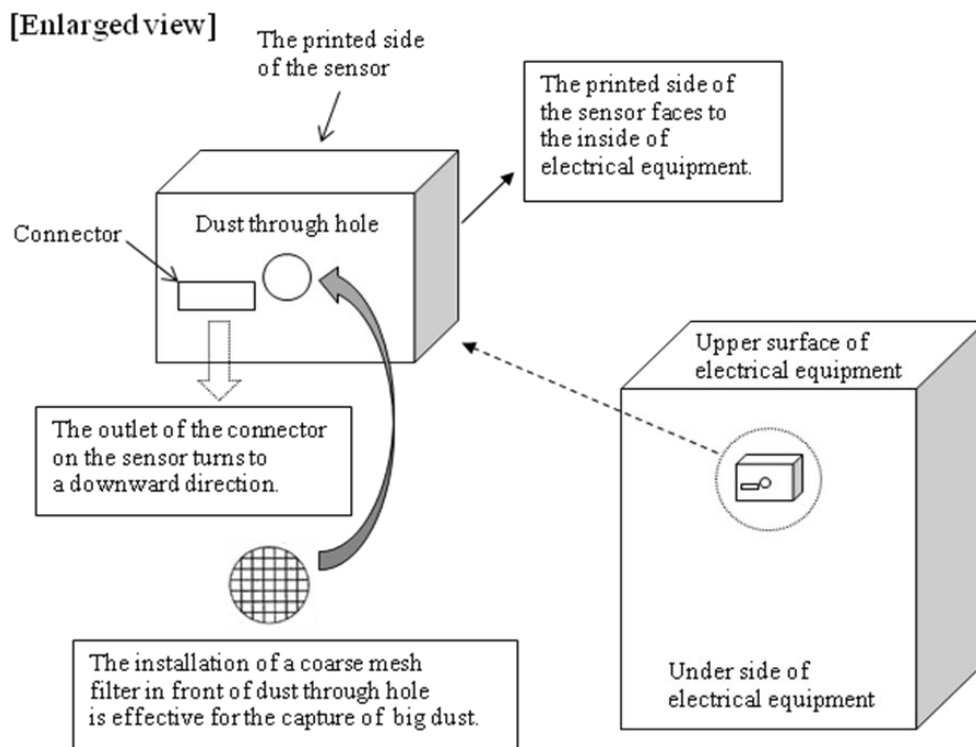 [Enlarged view]
The printed side
of the sensor
The printed side of
the sensor faces to
the inside of
electrical equipment.
Dust through hole
Connector
The outlet of the connector
on the sensor turns to
a downward direction.
Upper surface of
electrical equipment
The installation of a coarse mesh
filter in front of dust through hole
is effective for the capture of big dust.
Under side of
electrical equipment